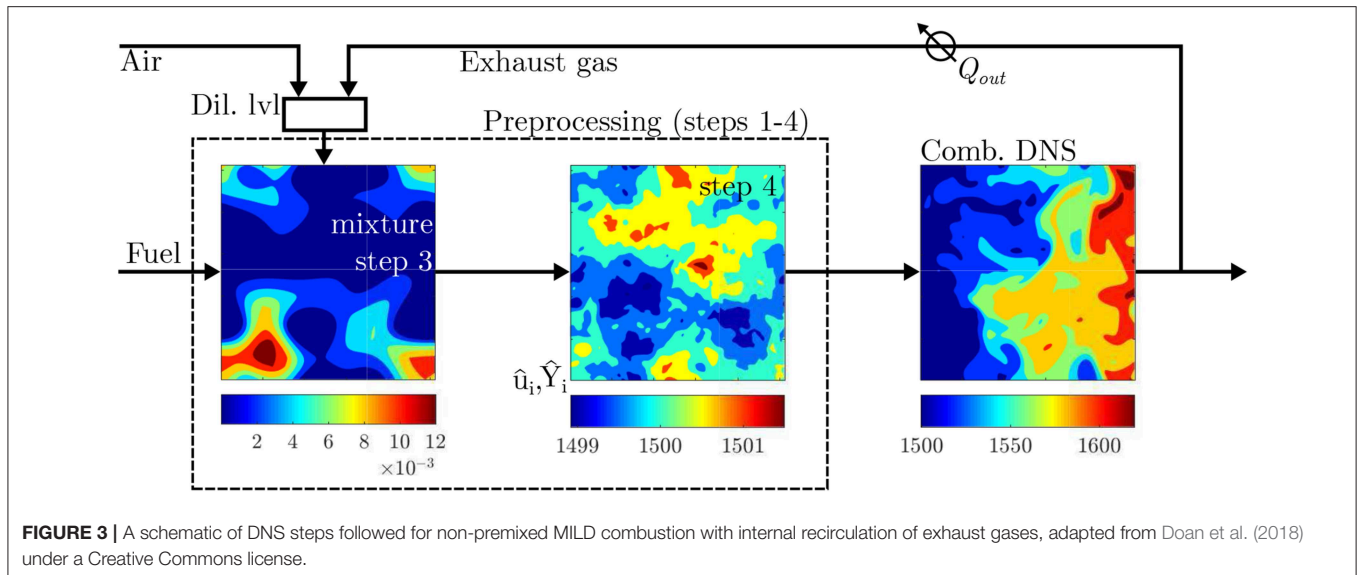 Air
Exhaust gas
Q_out
Dil. lvl
Preprocessing (steps 1-4)
Comb. DNS
step 4
mixture
step 3
Fuel
û_i,Ŷ_i
2 4 6 8 10 12
×10⁻³
1499 1500 1501
1500 1550 1600
FIGURE 3 | A schematic of DNS steps followed for non-premixed MILD combustion with internal recirculation of exhaust gases, adapted from Doan et al. (2018)
under a Creative Commons license.